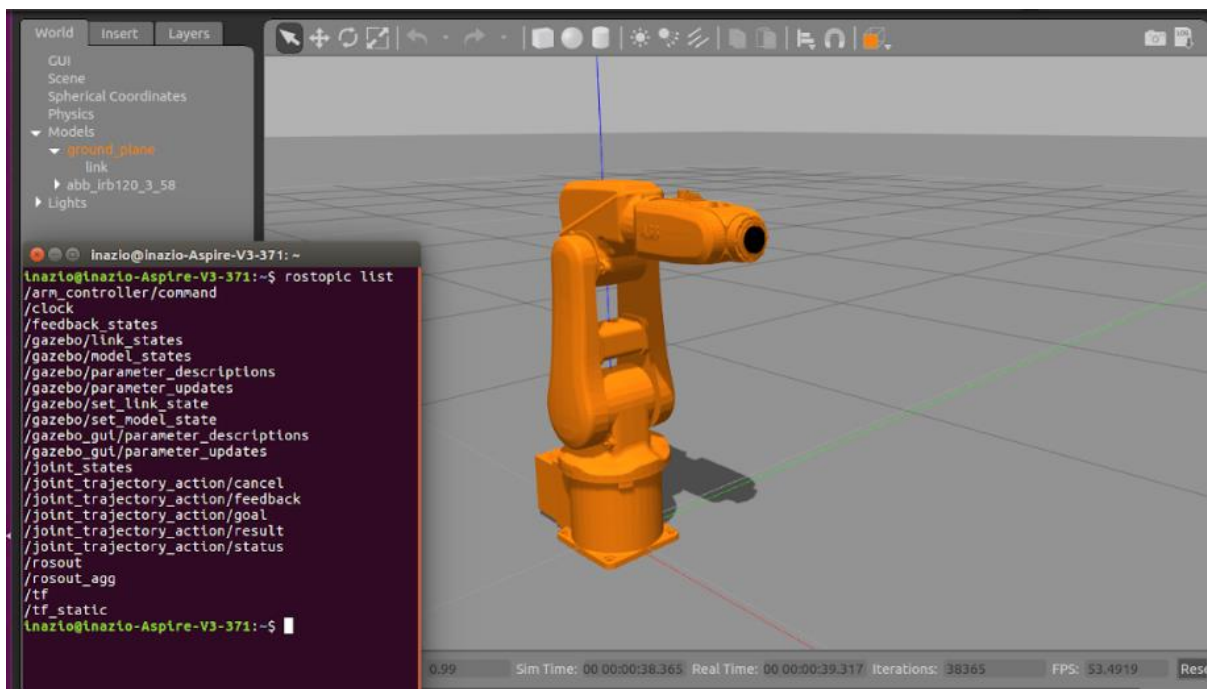 World Insert Layers
GUI
Scene
Spherical Coordinates
Physics
Models
ground_plane
link
abb_irb120_3_58
Lights
inazio@inazio-Aspire-V3-371: ~
inazio@inazio-Aspire-V3-371:~$ rostopic list
/arm_controller/command
/clock
/feedback_states
/gazebo/link_states
/gazebo/model_states
/gazebo/parameter_descriptions
/gazebo/parameter_updates
/gazebo/set_link_state
/gazebo/set_model_state
/gazebo_gui/parameter_descriptions
/gazebo_gui/parameter_updates
/joint_states
/joint_trajectory_action/cancel
/joint_trajectory_action/feedback
/joint_trajectory_action/goal
/joint_trajectory_action/result
/joint_trajectory_action/status
/rosout
/rosout_agg
/tf
/tf_static
inazio@inazio-Aspire-V3-371:~$
LOG
ABB
0.99 Sim Time: 00 00:00:38.365 Real Time: 00 00:00:39.317 Iterations: 38365 FPS: 53.4919 Rese